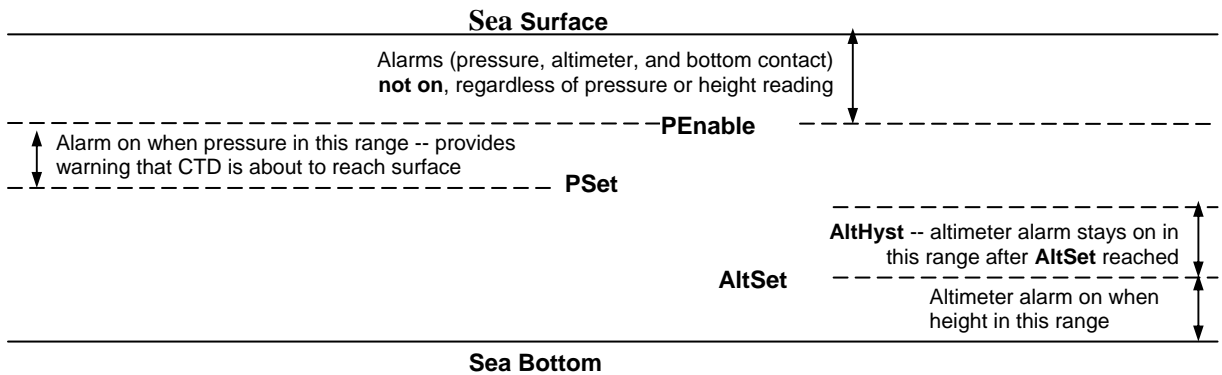 Sea Surface
Alarms (pressure, altimeter, and bottom contact)
not on, regardless of pressure or height reading
PEnable
Alarm on when pressure in this range -- provides
warning that CTD is about to reach surface
PSet
AltHyst -- altimeter alarm stays on in
this range after AltSet reached
AltSet
Altimeter alarm on when
height in this range
Sea Bottom